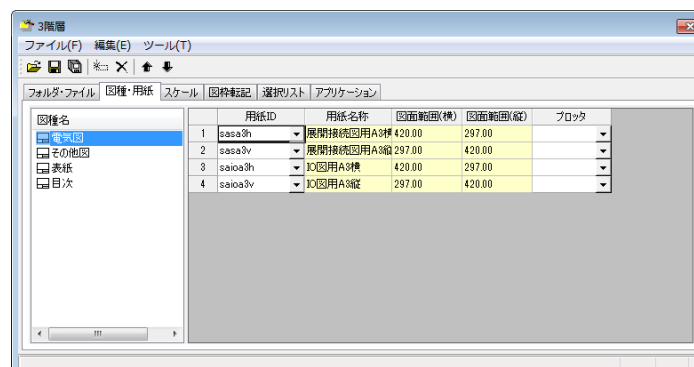 3階層
ファイル(F) 編集(E) ツール(T)
フォルダ・ファイル 図種・用紙 スケール 図枠転記 選択リスト アプリケーション
図種名
電気図
その他図
表紙
目次
用紙ID 用紙名称 図面範囲(横) 図面範囲(縦) プロッタ
1 sasa3h 展開接続図用A3横 420.00 297.00
2 sasa3v 展開接続図用A3縦 297.00 420.00
3 saioa3h IO図用A3横 420.00 297.00
4 saioa3v IO図用A3縦 297.00 420.00